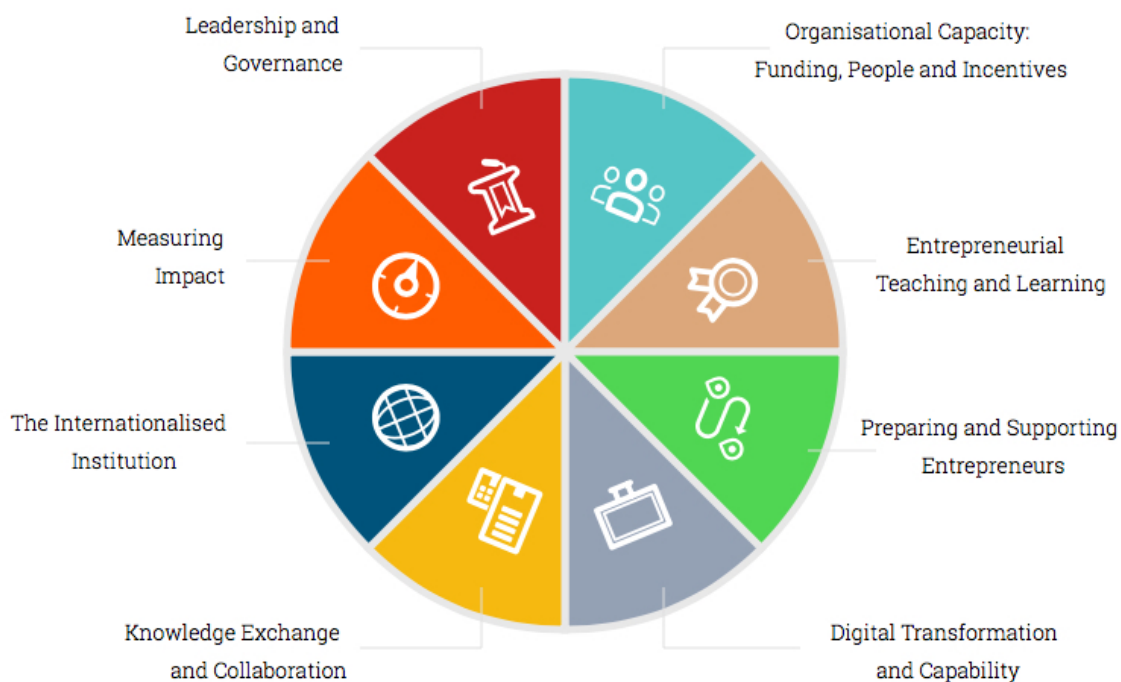 Leadership and
Governance
Organisational Capacity:
Funding, People and Incentives
Measuring
Impact
Entrepreneurial
Teaching and Learning
The Internationalised
Institution
Preparing and Supporting
Entrepreneurs
Knowledge Exchange
and Collaboration
Digital Transformation
and Capability